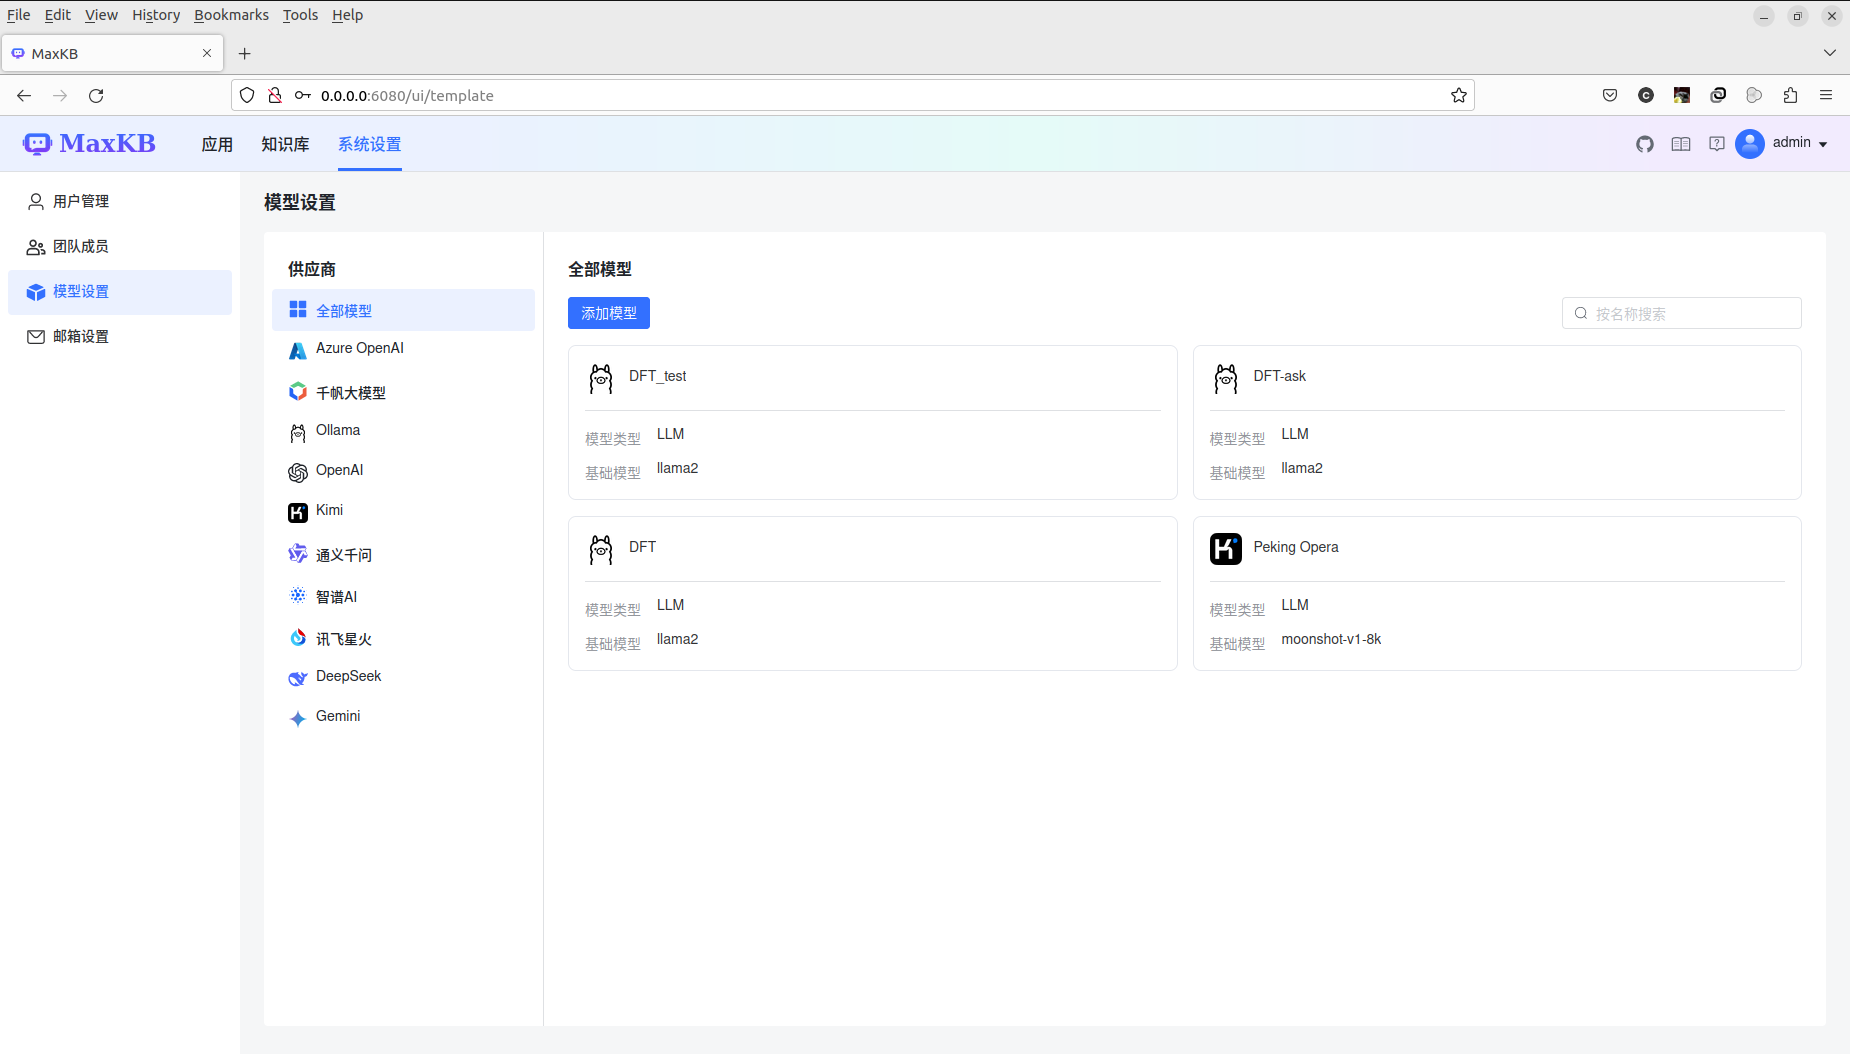 File Edit View History Bookmarks Tools Help
MaxKB
0.0.0.0:6080/ui/template
MaxKB 应用 知识库 系统设置 admin
用户管理
团队成员
模型设置
邮箱设置
模型设置
供应商
全部模型
Azure OpenAI
千帆大模型
Ollama
OpenAI
Kimi
通义千问
智谱AI
讯飞星火
DeepSeek
Gemini
全部模型
添加模型 按名称搜索
DFT_test
模型类型 LLM
基础模型 llama2
DFT-ask
模型类型 LLM
基础模型 llama2
DFT
模型类型 LLM
基础模型 llama2
Peking Opera
模型类型 LLM
基础模型 moonshot-v1-8k